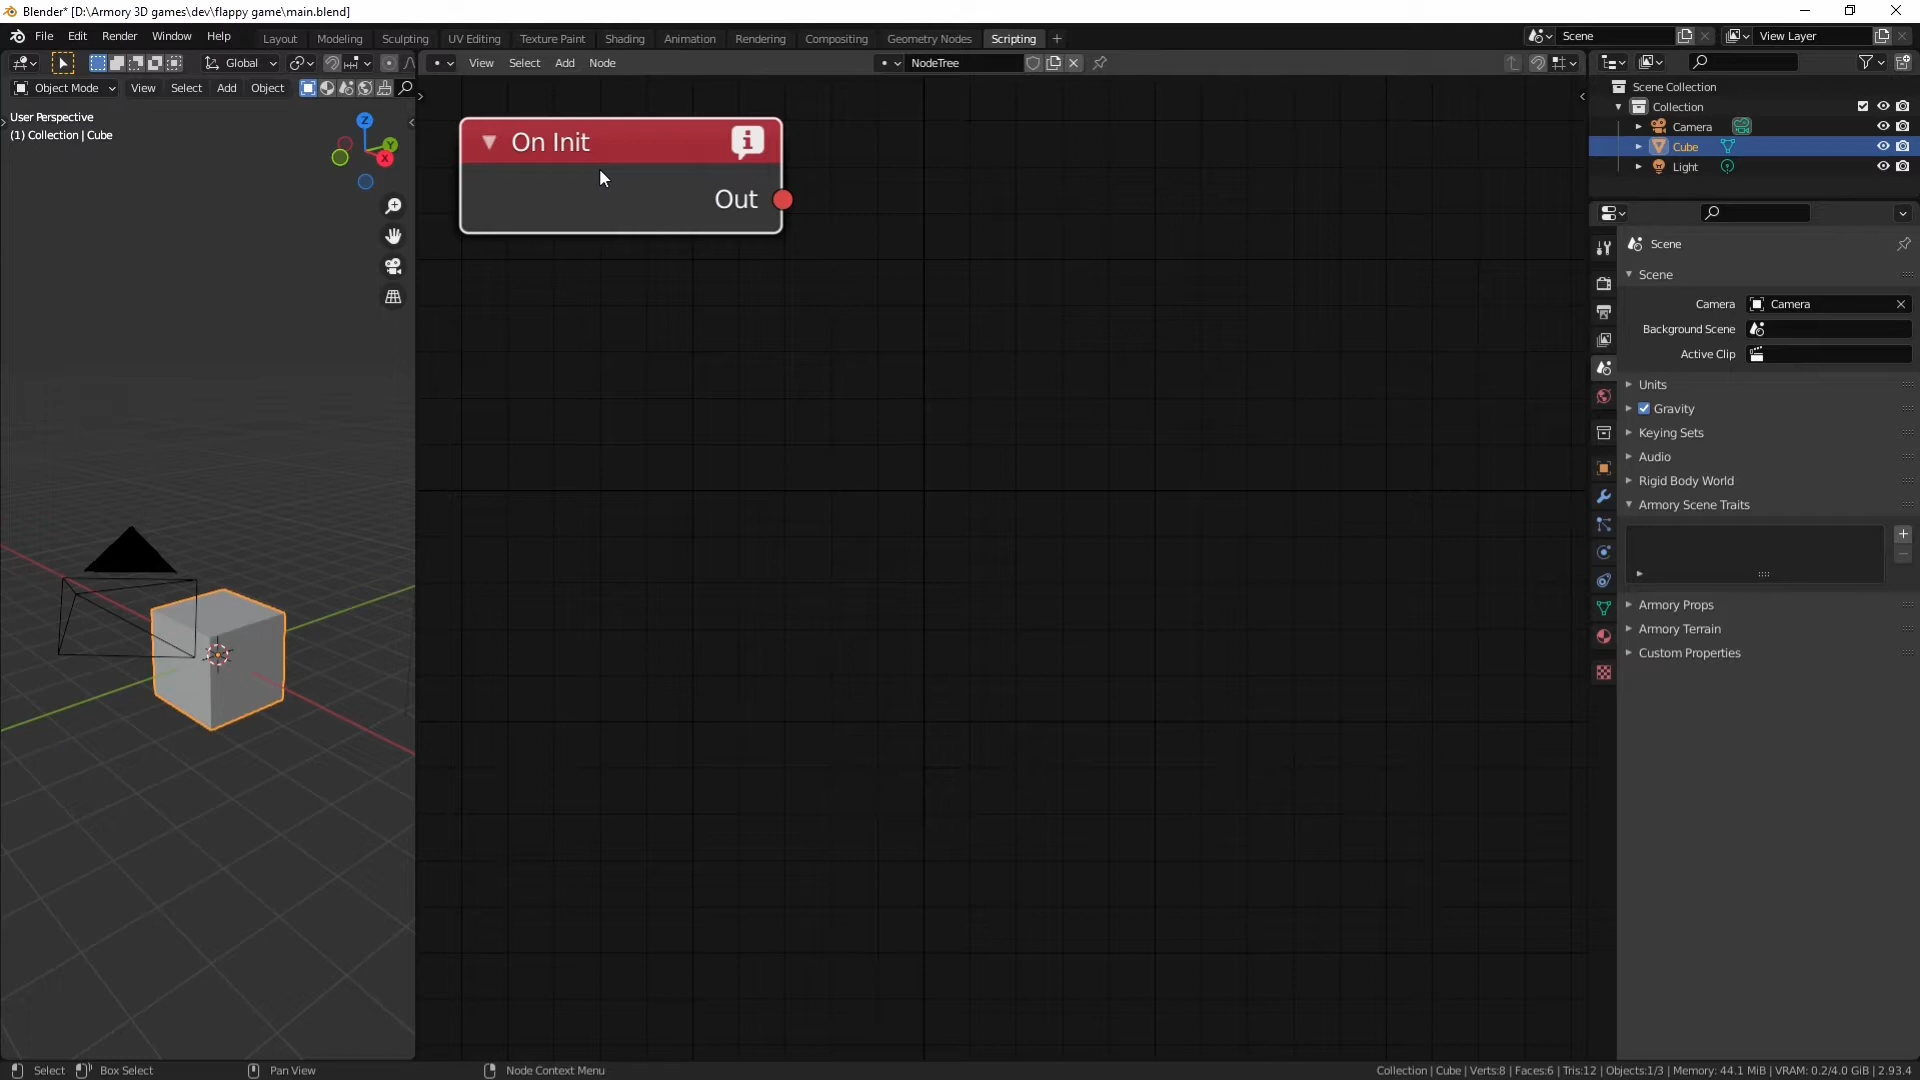 Blender* [D:\Armory 3D games\dev\flappy game\main.blend]
File Edit Render Window Help Layout Modeling Sculpting UV Editing Texture Paint Shading Animation Rendering Compositing Geometry Nodes Scripting + Scene View Layer
Global View Select Add Node NodeTree
Object Mode View Select Add Object
User Perspective
(1) Collection | Cube
Z
Y
X
On Init
Out
Scene Collection
Collection
Camera
Cube
Light
Scene
Scene
Camera Camera
Background Scene
Active Clip
Units
Gravity
Keying Sets
Audio
Rigid Body World
Armory Scene Traits
Armory Props
Armory Terrain
Custom Properties
Select Box Select Pan View Node Context Menu Collection | Cube | Verts:8 | Faces:6 | Tris:12 | Objects:1/3 | Memory: 44.1 MiB | VRAM: 0.2/4.0 GiB | 2.93.4